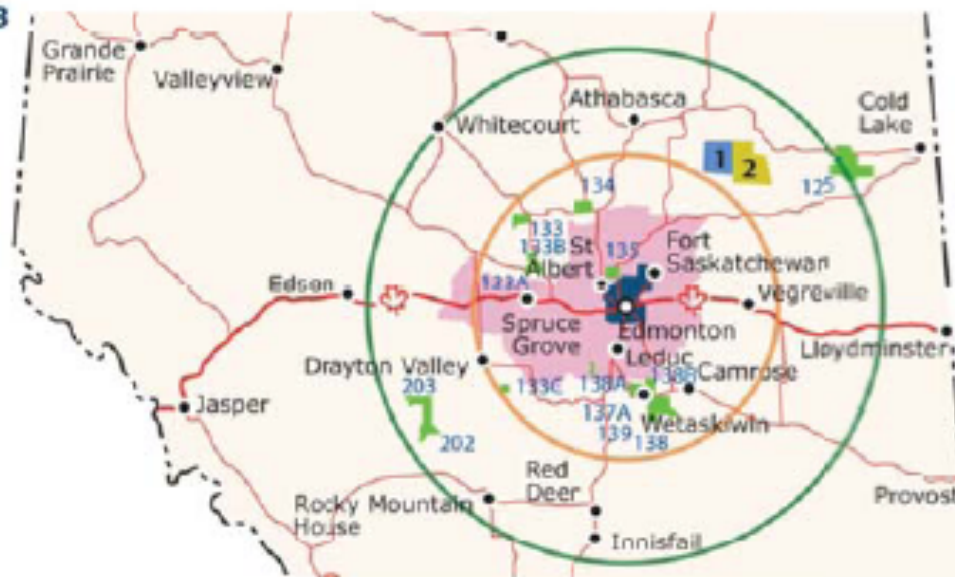 3
Grande
Prairie
Valleyview
Athabasca
Whitecourt
Cold
Lake
1
2
125
134
133
133B
St
Albert
135
Fort
Saskatchewan
Edson
133A
Vegreville
Spruce
Grove
Edmonton
Leduc
Lloydminster
Drayton Valley
203
133C
138A
138B
Camrose
Jasper
137A
Wetaskiwin
139
138
202
Red
Deer
Rocky Mountain
House
Provost
Innisfail